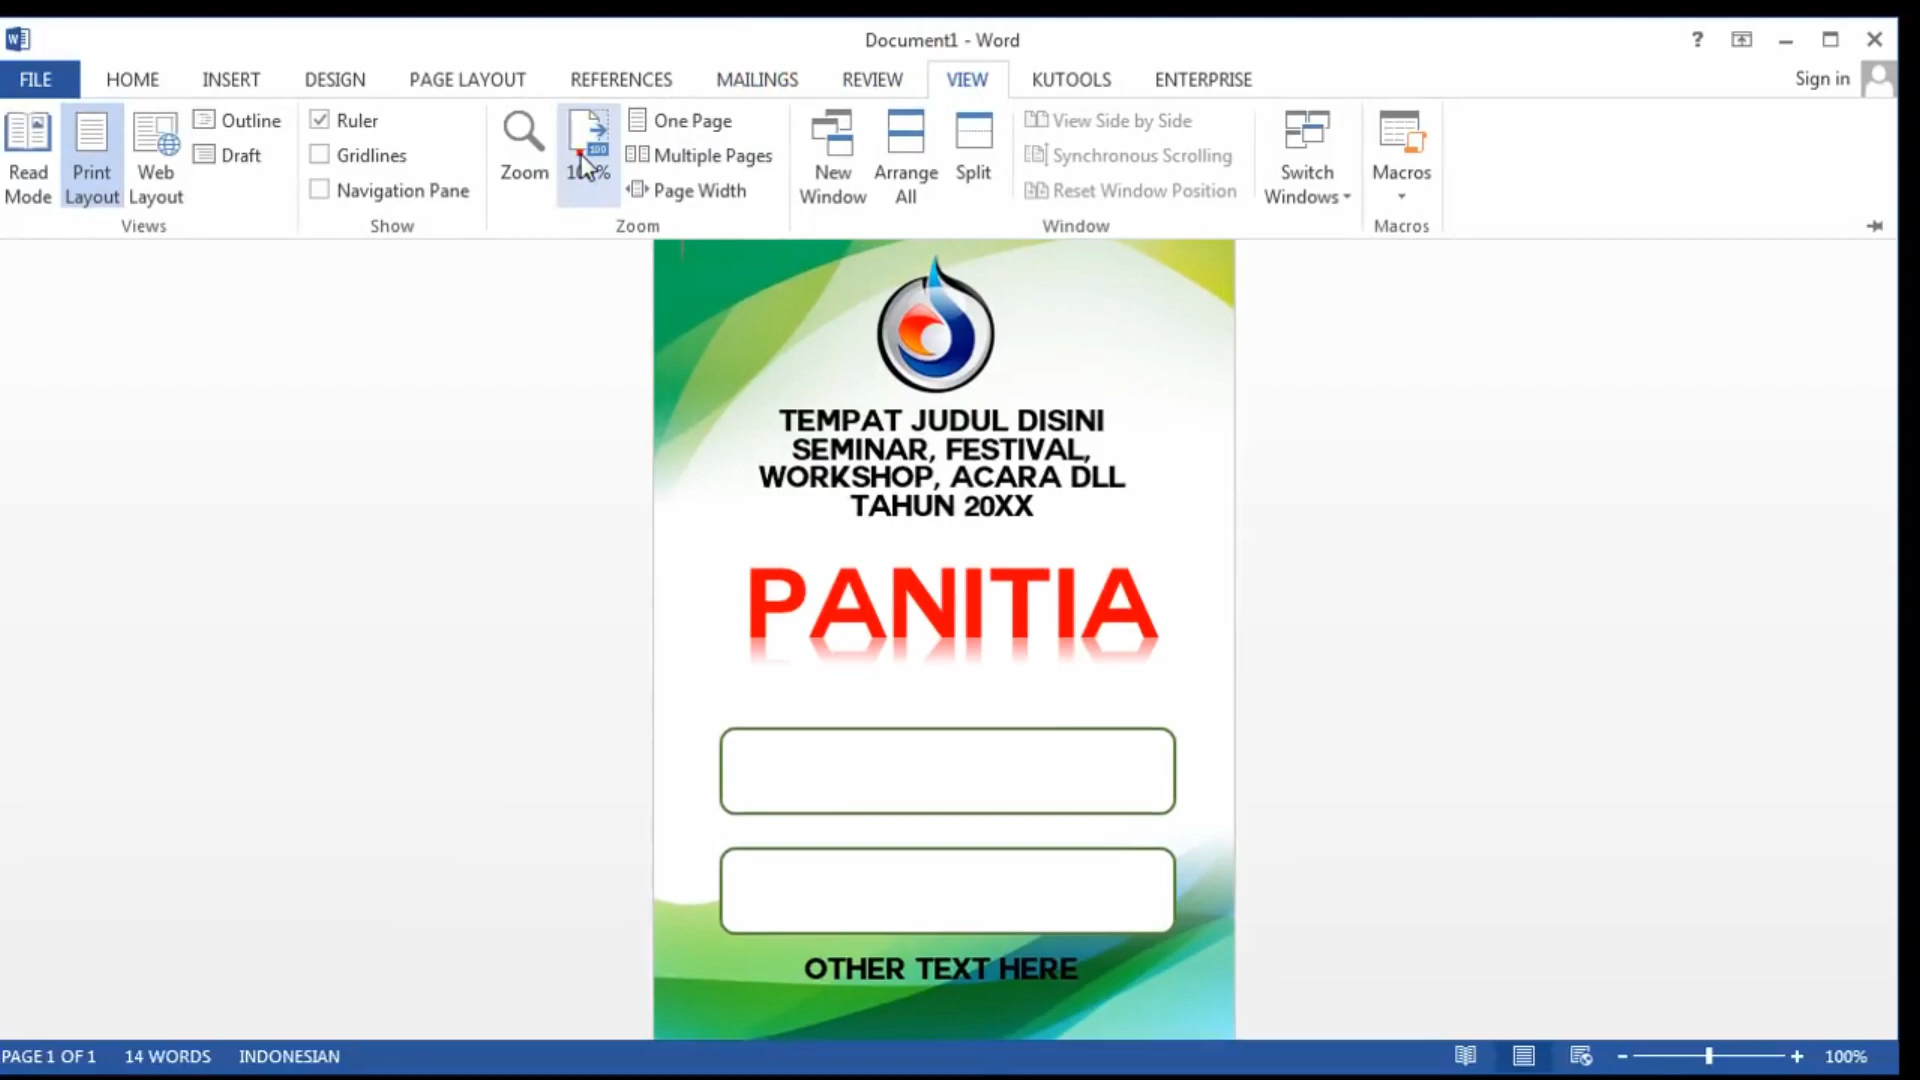 Document1 - Word
?
FILE HOME INSERT DESIGN PAGE LAYOUT REFERENCES MAILINGS REVIEW VIEW KUTOOLS ENTERPRISE Sign in
Read Mode
Print Layout
Web Layout
Outline
Draft
Views
Ruler
Gridlines
Navigation Pane
Show
Zoom
100%
One Page
Multiple Pages
Page Width
Zoom
New Window
Arrange All
Split
View Side by Side
Synchronous Scrolling
Reset Window Position
Window
Switch Windows
Macros
Macros
TEMPAT JUDUL DISINI
SEMINAR, FESTIVAL,
WORKSHOP, ACARA DLL
TAHUN 20XX
PANITIA
OTHER TEXT HERE
PAGE 1 OF 1 14 WORDS INDONESIAN 100%